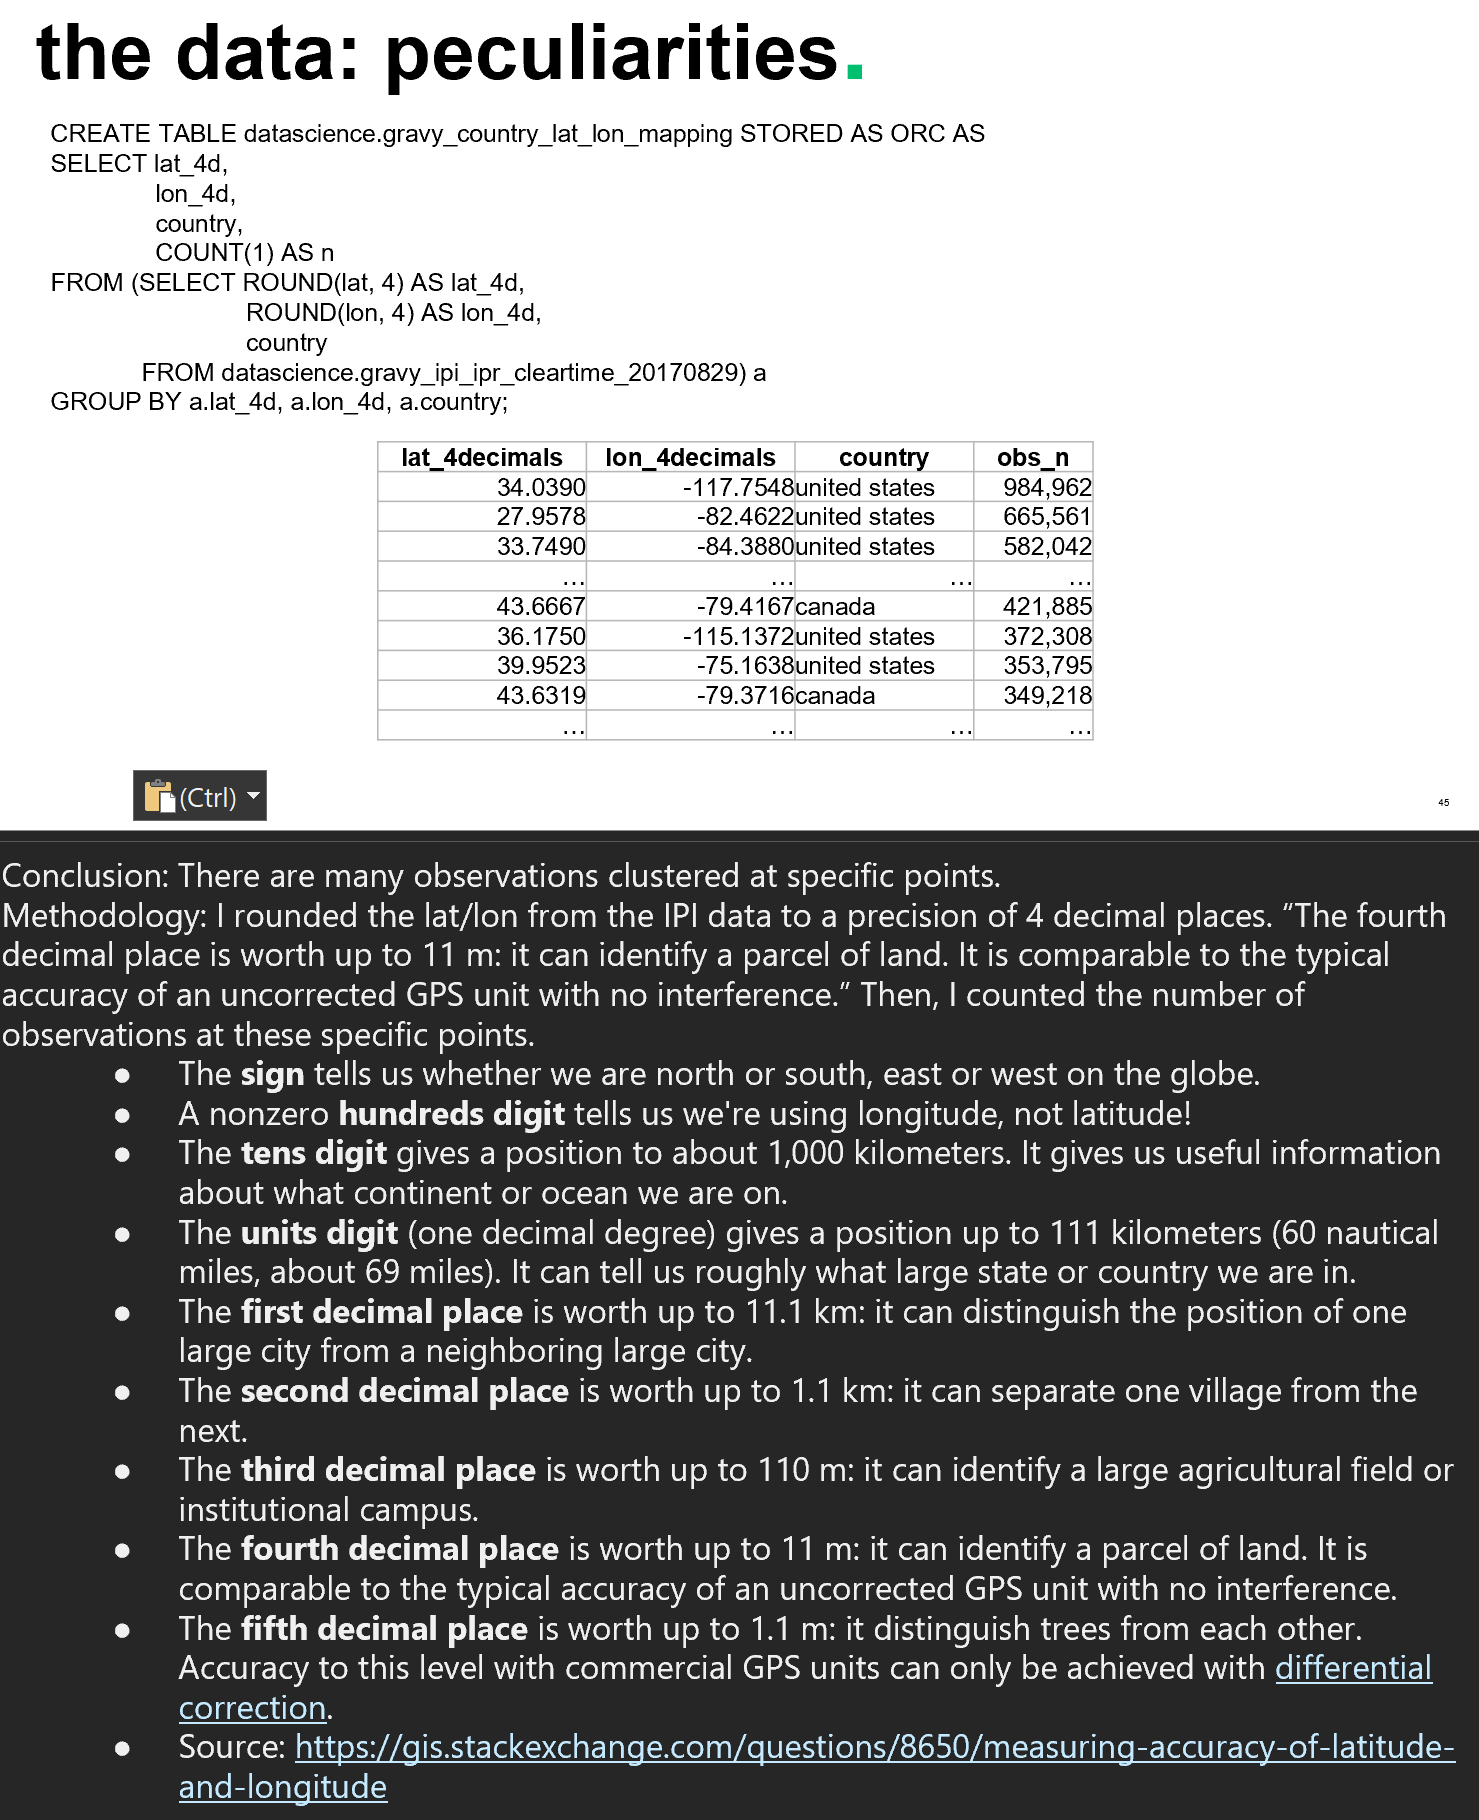 the data: peculiarities.
CREATE TABLE datascience.gravy_country_lat_lon_mapping STORED AS ORC AS
SELECT lat_4d,
lon_4d,
country,
COUNT(1) AS n
FROM (SELECT ROUND(lat, 4) AS lat_4d,
ROUND(lon, 4) AS lon_4d,
country
FROM datascience.gravy_ipi_ipr_cleartime_20170829) a
GROUP BY a.lat_4d, a.lon_4d, a.country;
lat_4decimals lon_4decimals country obs_n
34.0390 -117.7548 united states 984,962
27.9578 -82.4622 united states 665,561
33.7490 -84.3880 united states 582,042
... ... ... ...
43.6667 -79.4167 canada 421,885
36.1750 -115.1372 united states 372,308
39.9523 -75.1638 united states 353,795
43.6319 -79.3716 canada 349,218
... ... ... ...
(Ctrl)
45
Conclusion: There are many observations clustered at specific points.
Methodology: I rounded the lat/lon from the IPI data to a precision of 4 decimal places. “The fourth
decimal place is worth up to 11 m: it can identify a parcel of land. It is comparable to the typical
accuracy of an uncorrected GPS unit with no interference.” Then, I counted the number of
observations at these specific points.
● The sign tells us whether we are north or south, east or west on the globe.
● A nonzero hundreds digit tells us we're using longitude, not latitude!
● The tens digit gives a position to about 1,000 kilometers. It gives us useful information
about what continent or ocean we are on.
● The units digit (one decimal degree) gives a position up to 111 kilometers (60 nautical
miles, about 69 miles). It can tell us roughly what large state or country we are in.
● The first decimal place is worth up to 11.1 km: it can distinguish the position of one
large city from a neighboring large city.
● The second decimal place is worth up to 1.1 km: it can separate one village from the
next.
● The third decimal place is worth up to 110 m: it can identify a large agricultural field or
institutional campus.
● The fourth decimal place is worth up to 11 m: it can identify a parcel of land. It is
comparable to the typical accuracy of an uncorrected GPS unit with no interference.
● The fifth decimal place is worth up to 1.1 m: it distinguish trees from each other.
Accuracy to this level with commercial GPS units can only be achieved with differential
correction.
● Source: https://gis.stackexchange.com/questions/8650/measuring-accuracy-of-latitude-
and-longitude